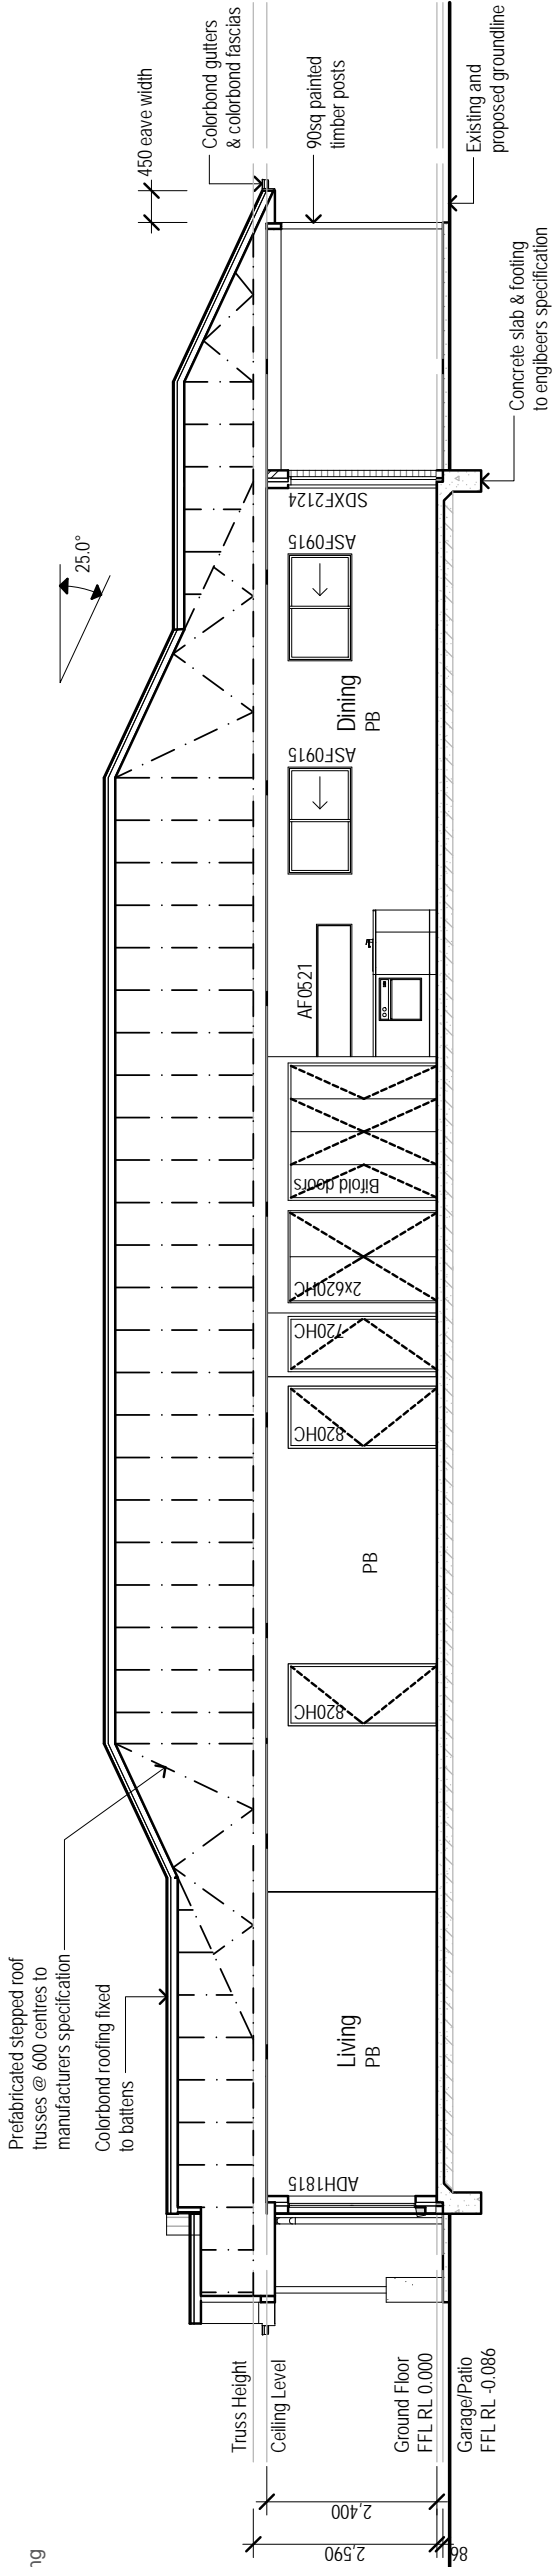 ng
Prefabricated stepped roof
trusses @ 600 centres to
manufacturers specifcation
Colorbond roofing fixed
to battens
25.0°
450 eave width
Colorbond gutters
& colorbond fascias
90sq painted
timber posts
Existing and
proposed groundline
Concrete slab & footing
to engibeers specification
Truss Height
Ceiling Level
Ground Floor
FFL RL 0.000
Garage/Patio
FFL RL -0.086
2,400
2,590
86
ADH1815
Living
PB
820HC
PB
820HC
720HC
2x620HC
Bifold doors
AF0521
ASF0915
Dining
PB
ASF0915
SDXF2124